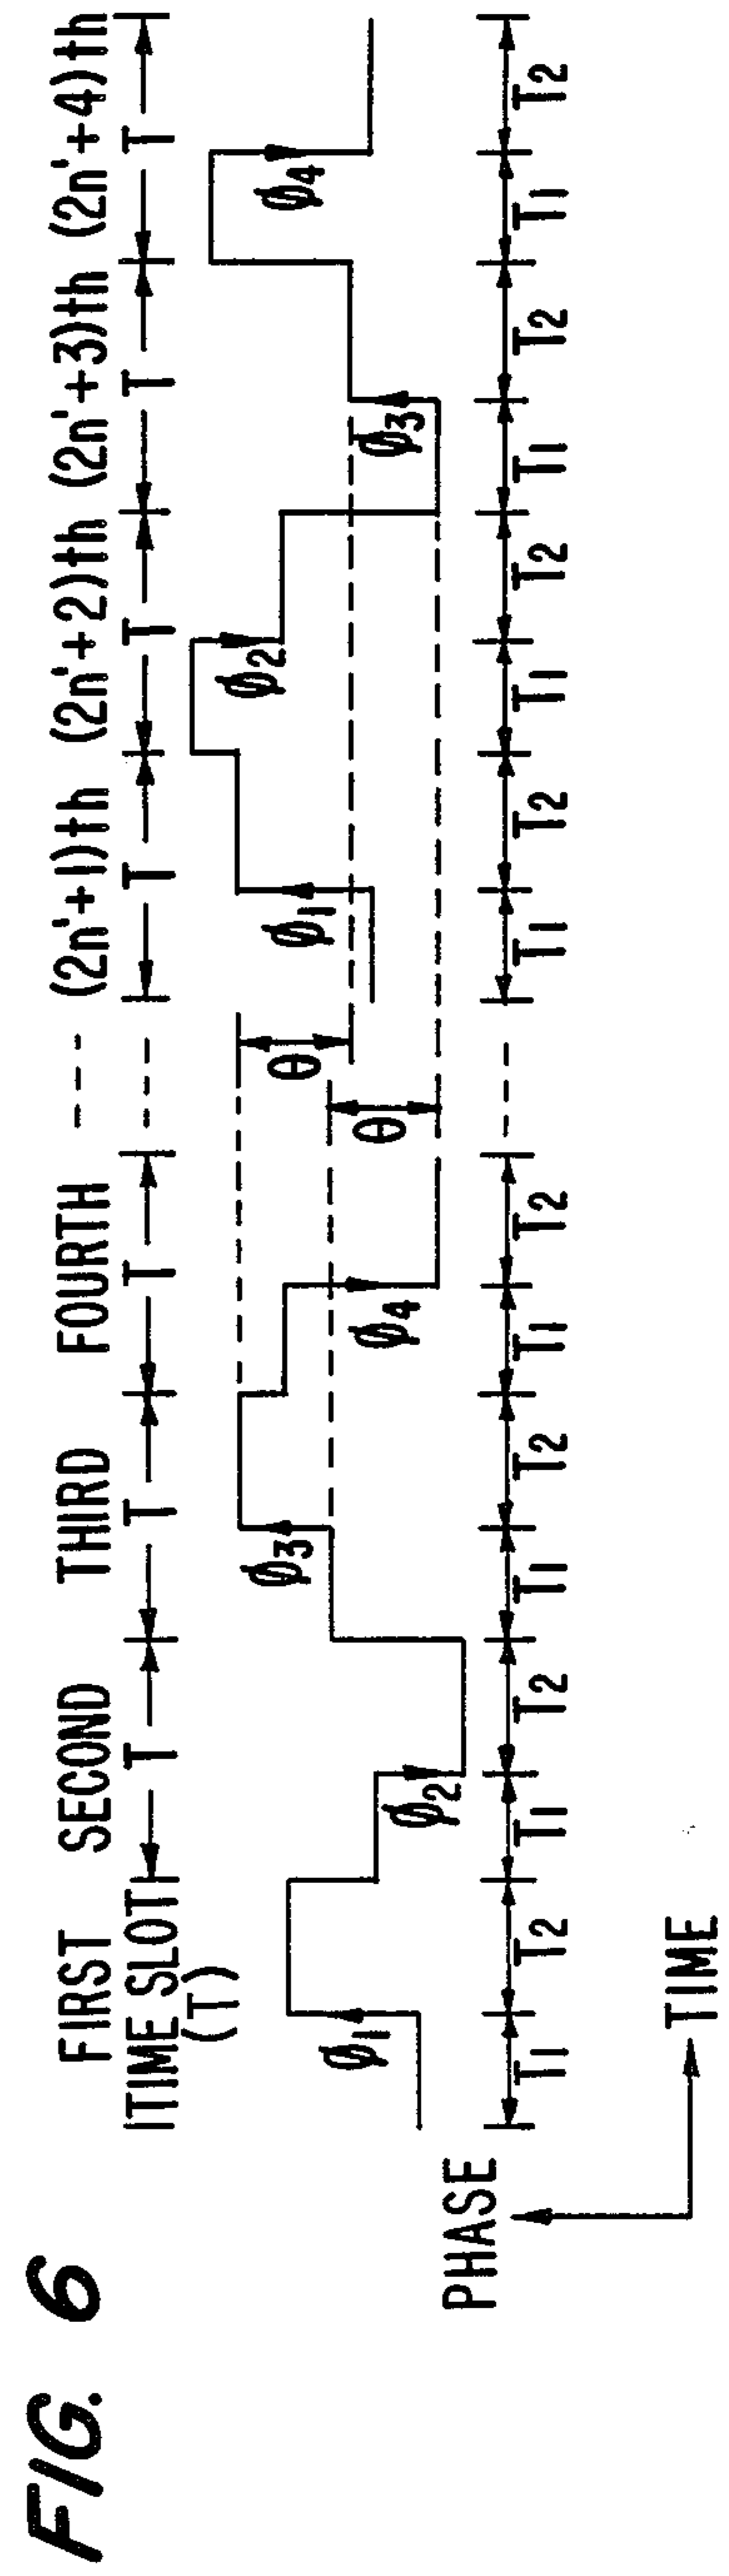 FIG. 6
FIRST SECOND THIRD FOURTH --- (2n'+1)th (2n'+2)th (2n'+3)th (2n'+4)th
TIME SLOT T T T --- T T T T
(T)
ϕ1 ϕ2 ϕ3 ϕ4 θ θ ϕ1 ϕ2 ϕ3 ϕ4
T1 T2 T1 T2 T1 T2 T1 T2 --- T1 T2 T1 T2 T1 T2 T1 T2
PHASE
TIME